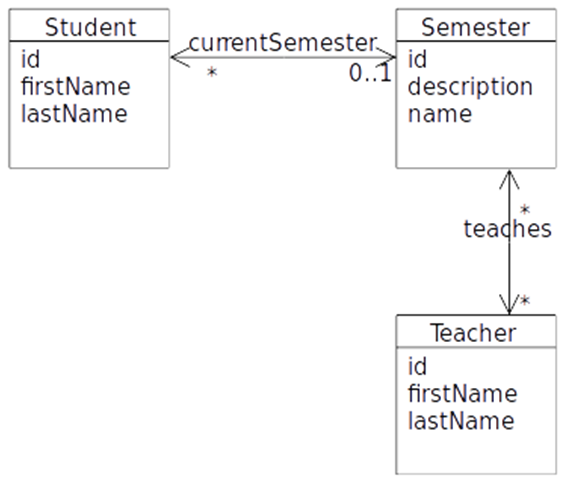 Student
id
firstName
lastName
currentSemester
*
0..1
Semester
id
description
name
*
teaches
*
Teacher
id
firstName
lastName